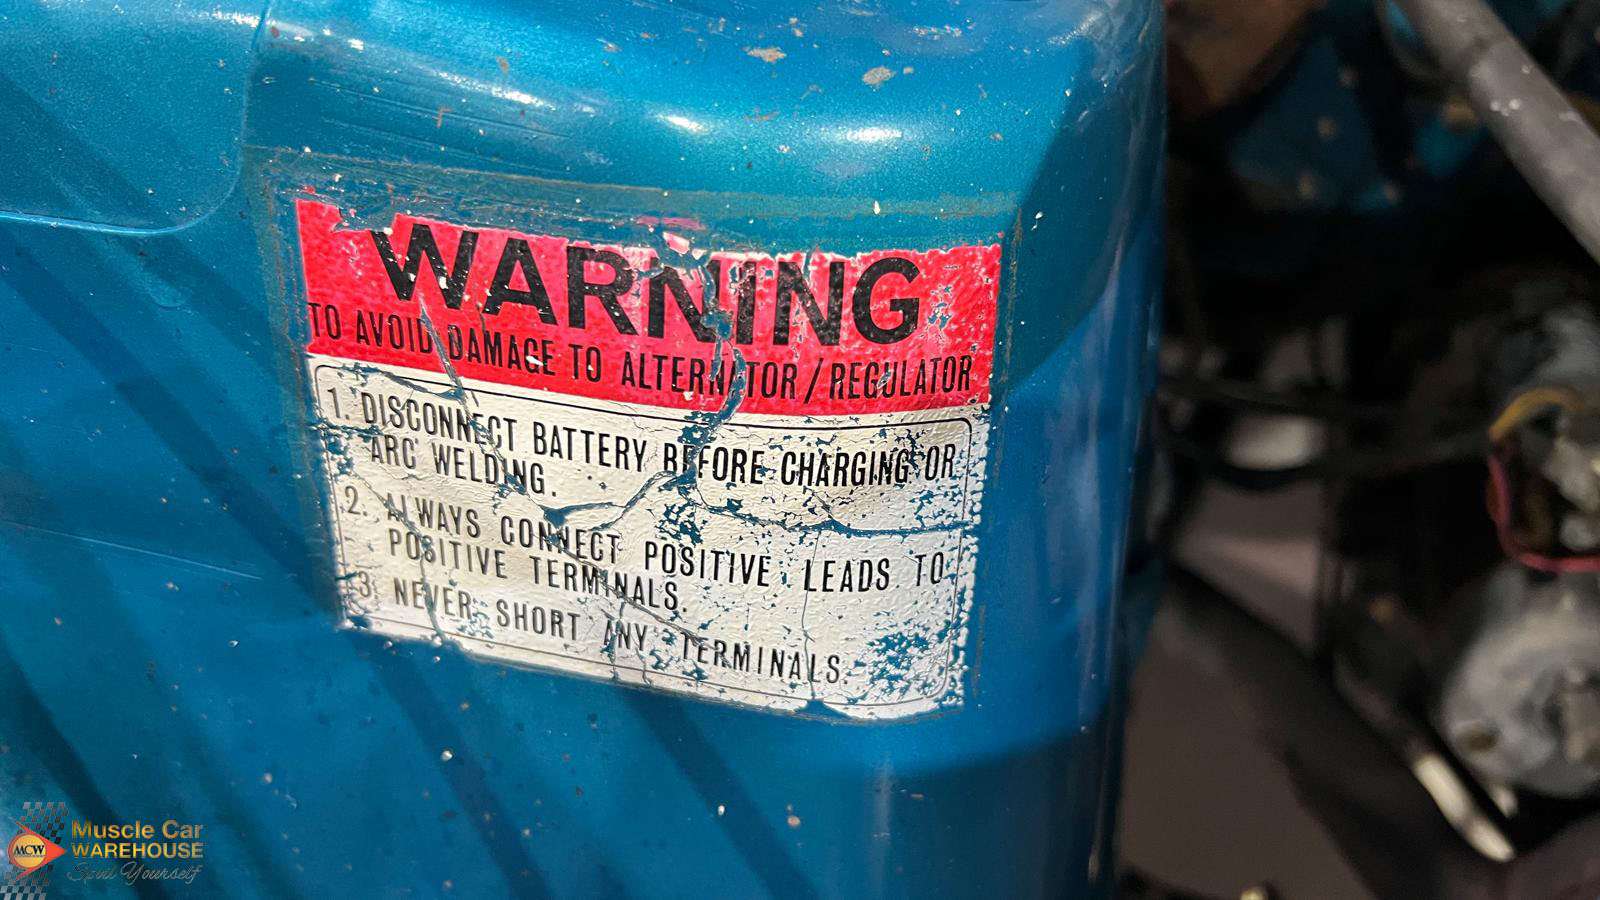 WARNING
TO AVOID DAMAGE TO ALTERNATOR/REGULATOR
1. DISCONNECT BATTERY BEFORE CHARGING OR
ARC WELDING.
2. ALWAYS CONNECT POSITIVE LEADS TO
POSITIVE TERMINALS.
3. NEVER SHORT ANY TERMINALS.
MCW
Muscle Car
WAREHOUSE
Spoil Yourself